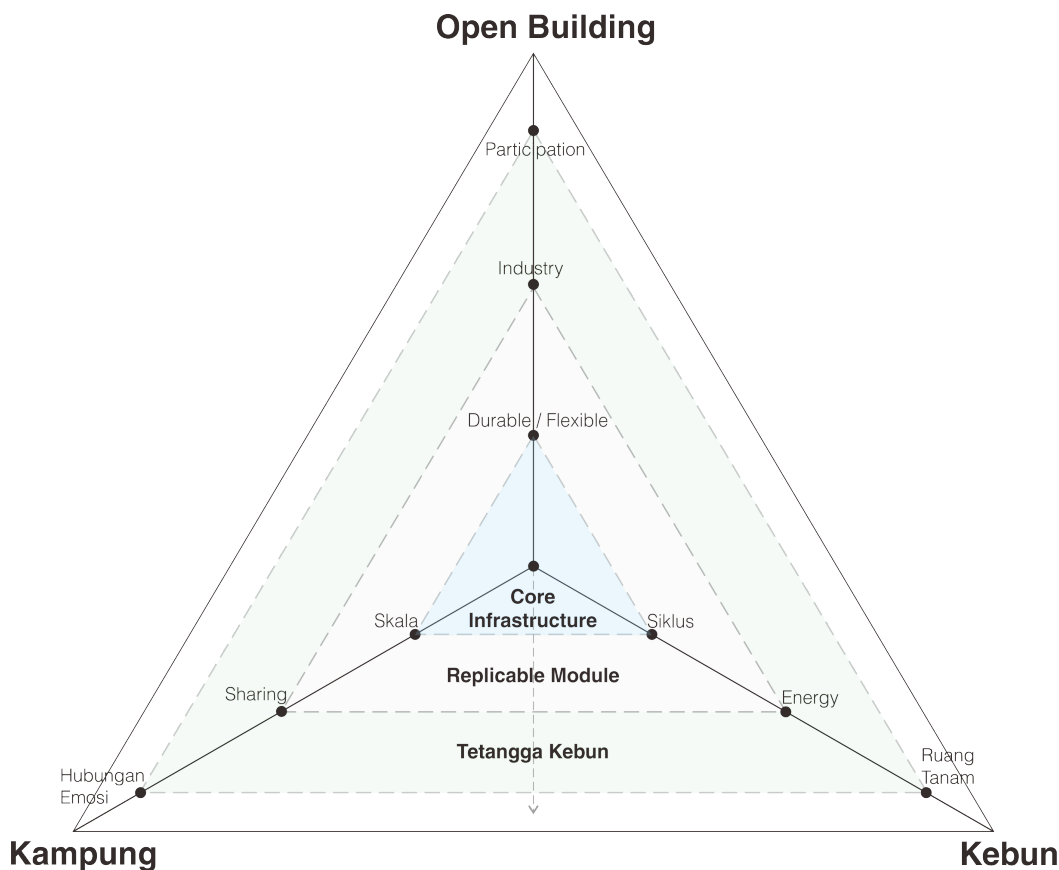 Open Building
Participation
Industry
Durable / Flexible
Core
Infrastructure
Skala
Siklus
Replicable Module
Sharing
Energy
Tetangga Kebun
Hubungan
Emosi
Ruang
Tanam
Kampung
Kebun